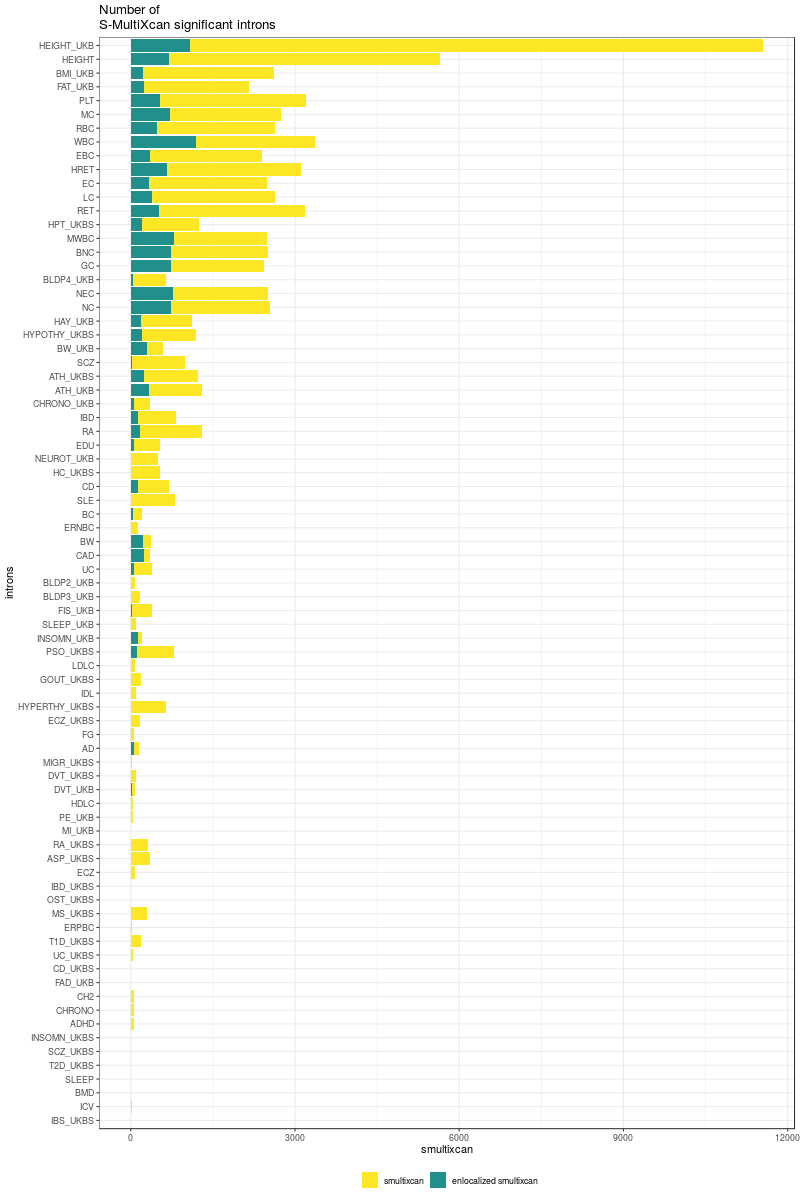 Number of
S-MultiXcan significant introns
introns
HEIGHT_UKB
HEIGHT
BMI_UKB
FAT_UKB
PLT
MC
RBC
WBC
EBC
HRET
EC
LC
RET
HPT_UKBS
MWBC
BNC
GC
BLDP4_UKB
NEC
NC
HAY_UKB
HYPOTHY_UKBS
BW_UKB
SCZ
ATH_UKBS
ATH_UKB
CHRONO_UKB
IBD
RA
EDU
NEUROT_UKB
HC_UKBS
CD
SLE
BC
ERNBC
BW
CAD
UC
BLDP2_UKB
BLDP3_UKB
FIS_UKB
SLEEP_UKB
INSOMN_UKB
PSO_UKBS
LDLC
GOUT_UKBS
IDL
HYPERTHY_UKBS
ECZ_UKBS
FG
AD
MIGR_UKBS
DVT_UKBS
DVT_UKB
HDLC
PE_UKB
MI_UKB
RA_UKBS
ASP_UKBS
ECZ
IBD_UKBS
OST_UKBS
MS_UKBS
ERPBC
T1D_UKBS
UC_UKBS
CD_UKBS
FAD_UKB
CH2
CHRONO
ADHD
INSOMN_UKBS
SCZ_UKBS
T2D_UKBS
SLEEP
BMD
ICV
IBS_UKBS
0 3000 6000 9000 12000
smultixcan
smultixcan enlocalized smultixcan